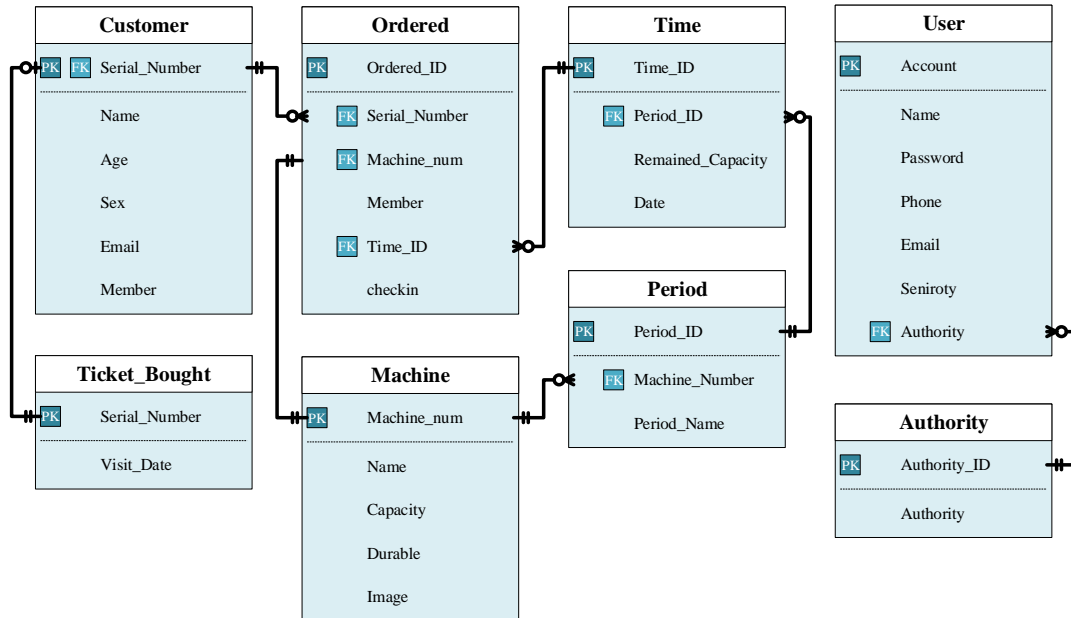 Customer
PK FK Serial_Number
Name
Age
Sex
Email
Member
Ticket_Bought
PK Serial_Number
Visit_Date
Ordered
PK Ordered_ID
FK Serial_Number
FK Machine_num
Member
FK Time_ID
checkin
Machine
PK Machine_num
Name
Capacity
Durable
Image
Time
PK Time_ID
FK Period_ID
Remained_Capacity
Date
Period
PK Period_ID
FK Machine_Number
Period_Name
User
PK Account
Name
Password
Phone
Email
Seniroty
FK Authority
Authority
PK Authority_ID
Authority